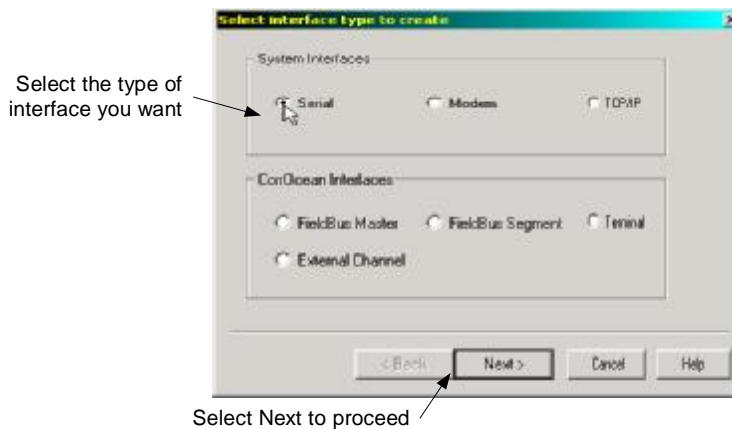 Select interface type to create
System Interfaces
Select the type of
interface you want
Serial Modem TCP/IP
ConOcean Interfaces
FieldBus Master FieldBus Segment Terminal
External Channel
< Back Next > Cancel Help
Select Next to proceed